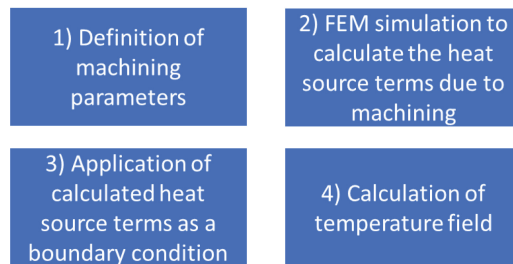 1) Definition of
machining
parameters
2) FEM simulation to
calculate the heat
source terms due to
machining
3) Application of
calculated heat
source terms as a
boundary condition
4) Calculation of
temperature field